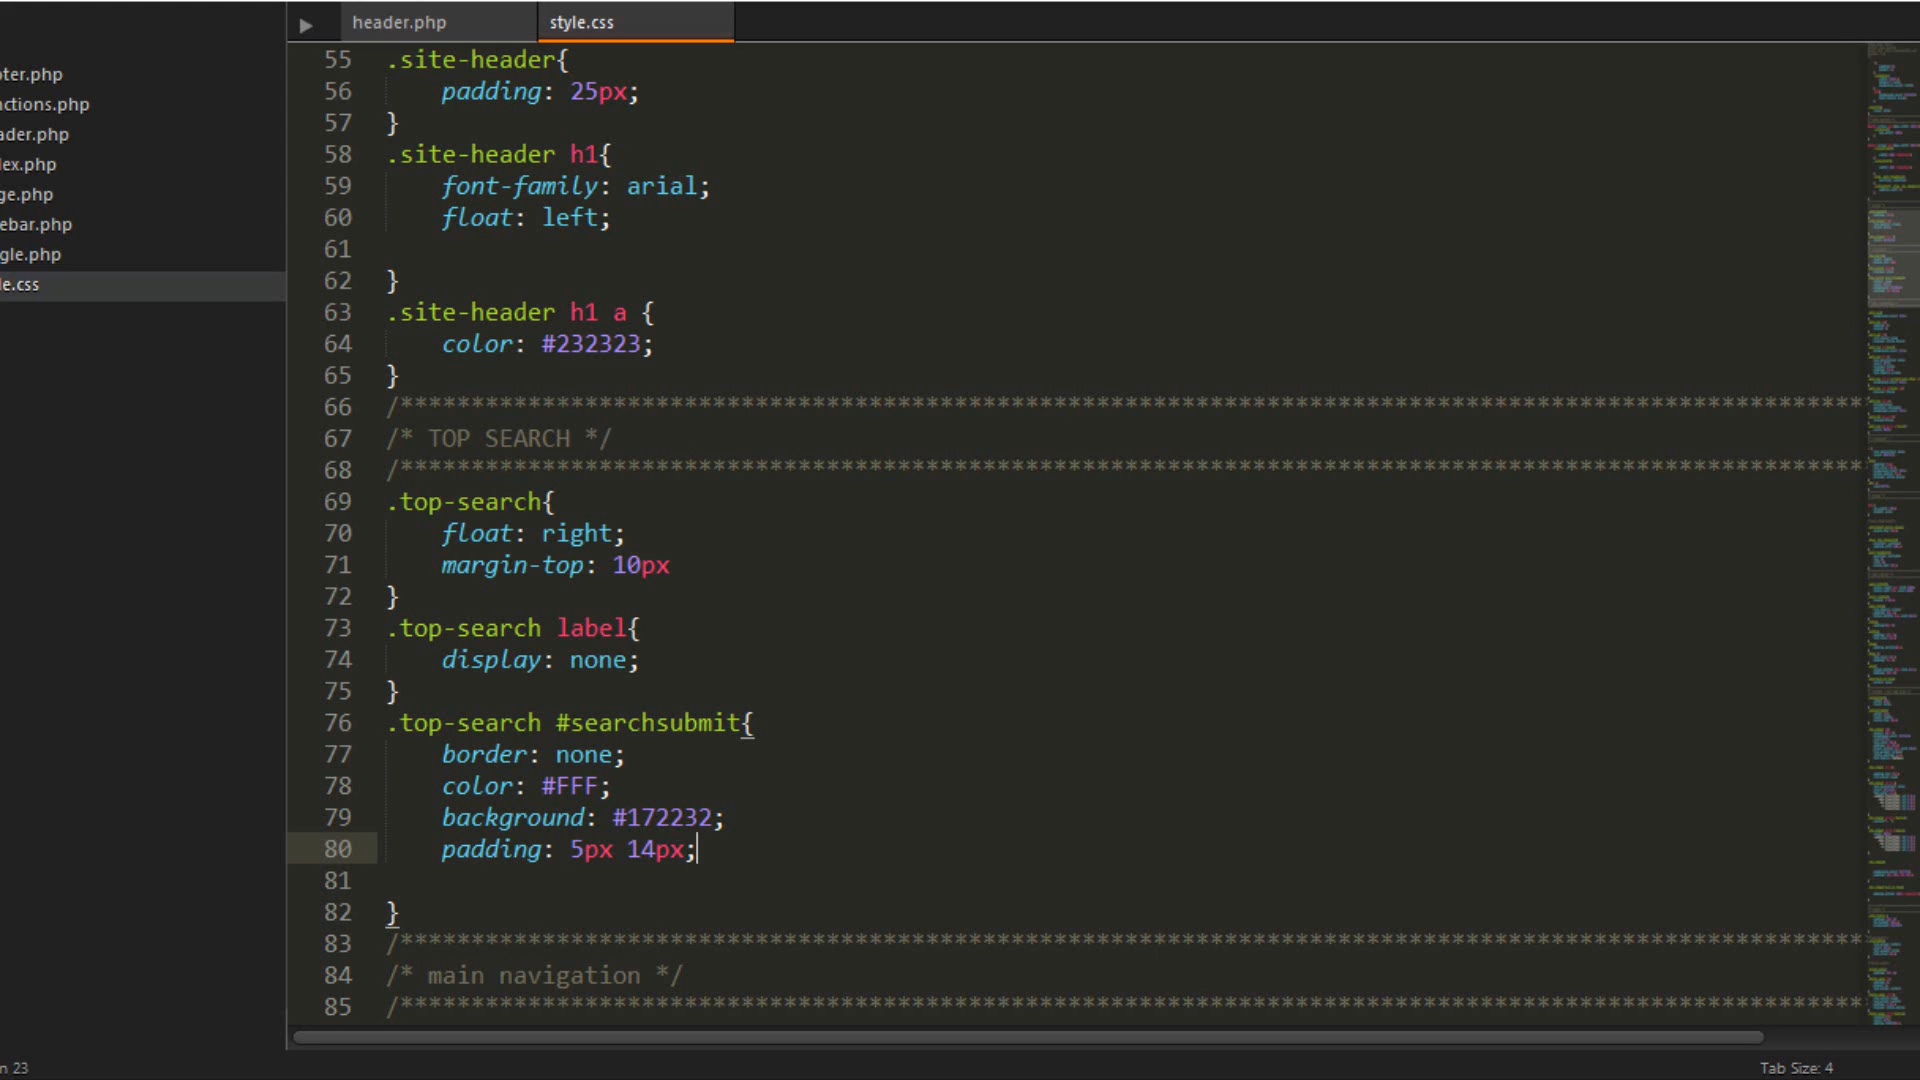 header.php
style.css
oter.php
nctions.php
ader.php
dex.php
ge.php
ebar.php
gle.php
le.css
55 .site-header{
56 padding: 25px;
57 }
58 .site-header h1{
59 font-family: arial;
60 float: left;
61
62 }
63 .site-header h1 a {
64 color: #232323;
65 }
66 /*******************************************************************************************************
67 /* TOP SEARCH */
68 /*******************************************************************************************************
69 .top-search{
70 float: right;
71 margin-top: 10px
72 }
73 .top-search label{
74 display: none;
75 }
76 .top-search #searchsubmit{
77 border: none;
78 color: #FFF;
79 background: #172232;
80 padding: 5px 14px;
81
82 }
83 /*******************************************************************************************************
84 /* main navigation */
85 /*******************************************************************************************************
n 23
Tab Size: 4